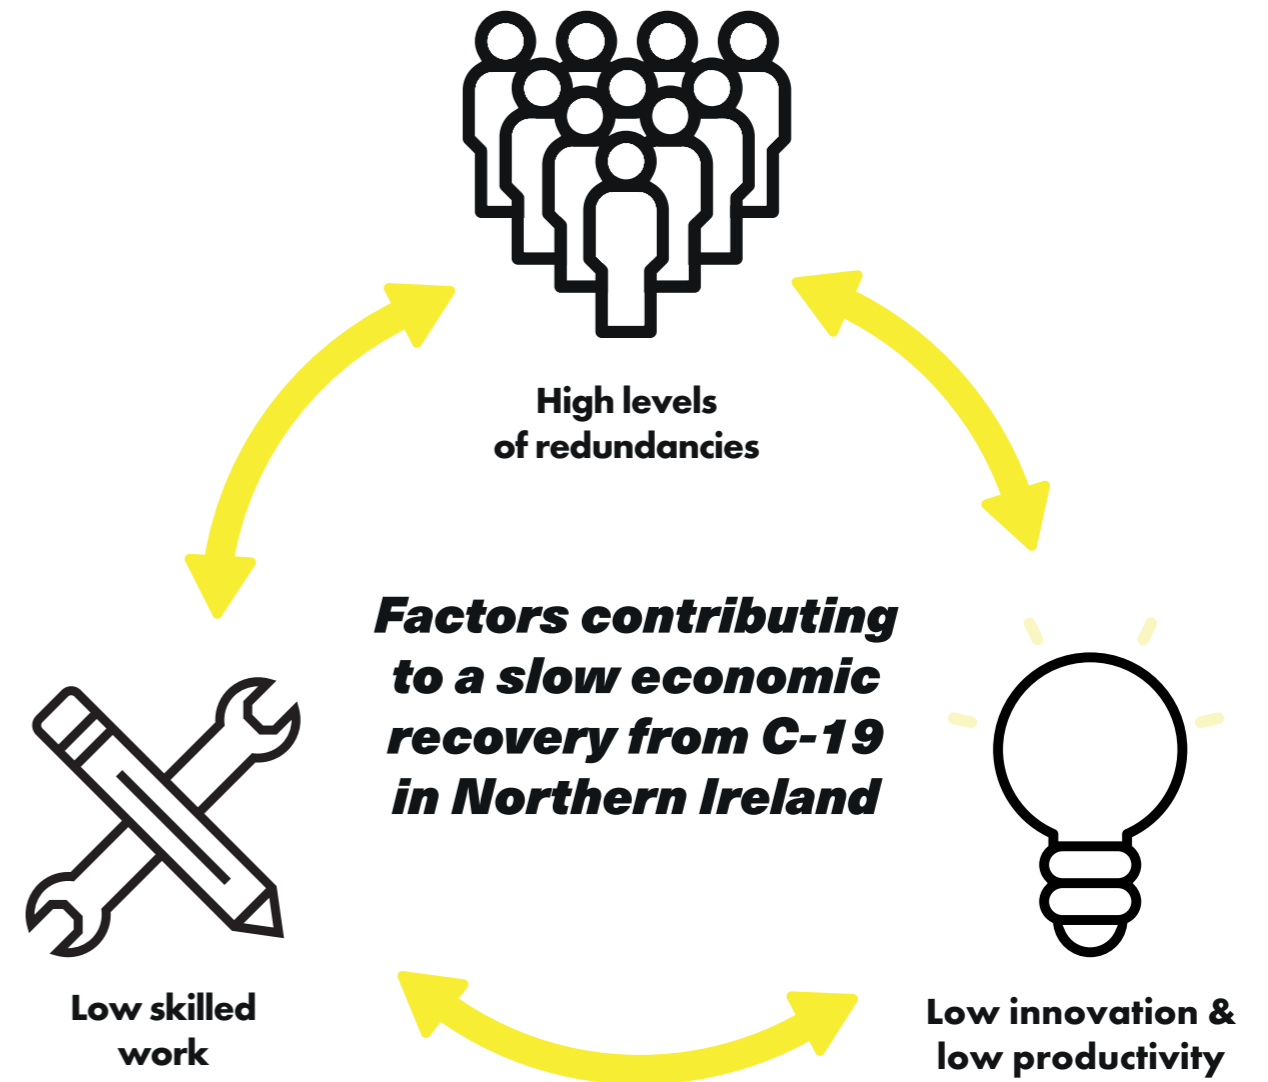 High levels
of redundancies
Factors contributing
to a slow economic
recovery from C-19
in Northern Ireland
Low skilled
work
Low innovation &
low productivity